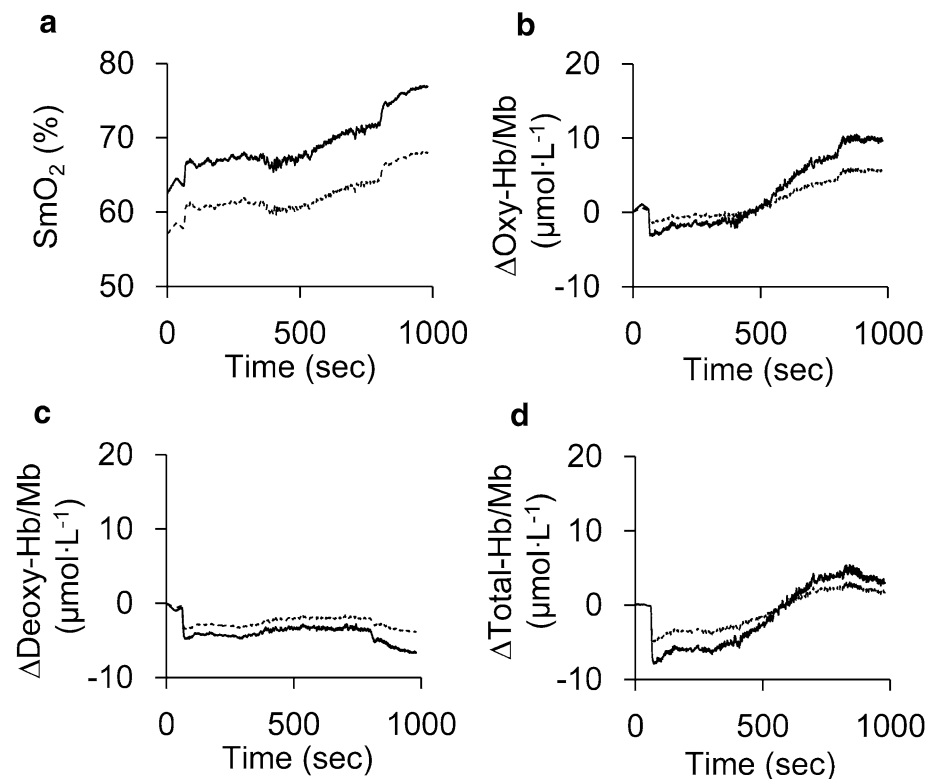 a
SmO₂ (%)
80
70
60
50
0 500 1000
Time (sec)
b
ΔOxy-Hb/Mb
(μmol·L⁻¹)
20
10
0
-10
0 500 1000
Time (sec)
c
ΔDeoxy-Hb/Mb
(μmol·L⁻¹)
20
10
0
-10
0 500 1000
Time (sec)
d
ΔTotal-Hb/Mb
(μmol·L⁻¹)
20
10
0
-10
0 500 1000
Time (sec)